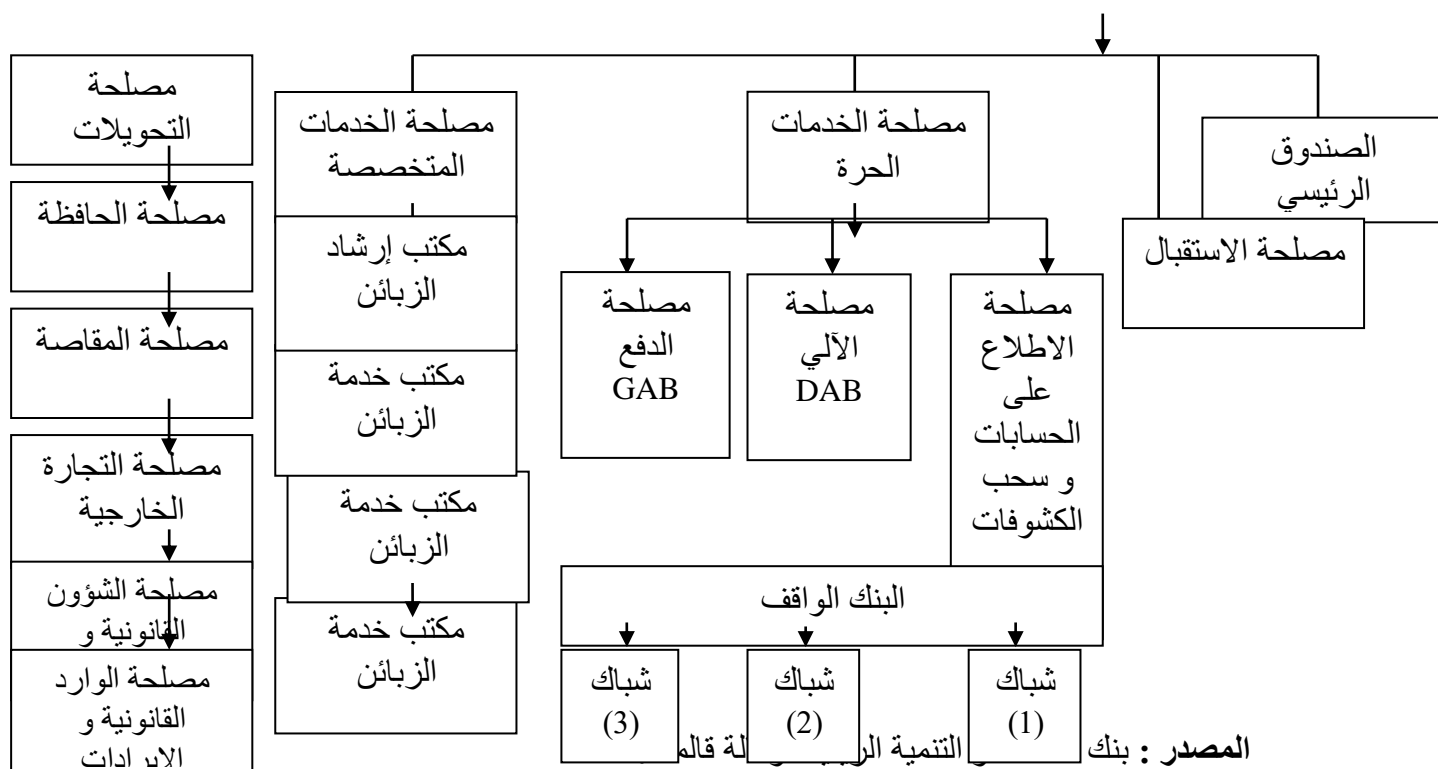 الصندوق
الرئيسي
مصلحة الاستقبال
مصلحة الخدمات
الحرة
مصلحة
الاطلاع
على
الحسابات
و سحب
الكشوفات
مصلحة
الآلي
DAB
مصلحة
الدفع
GAB
البنك الواقف
شباك
(1)
شباك
(2)
شباك
(3)
مصلحة الخدمات
المتخصصة
مكتب إرشاد
الزبائن
مكتب خدمة
الزبائن
مكتب خدمة
الزبائن
مكتب خدمة
الزبائن
مصلحة
التحويلات
مصلحة الحافظة
مصلحة المقاصة
مصلحة التجارة
الخارجية
مصلحة الشؤون
القانونية و
مصلحة الوارد
القانونية و
الايرادات
المصدر : بنك التنمية